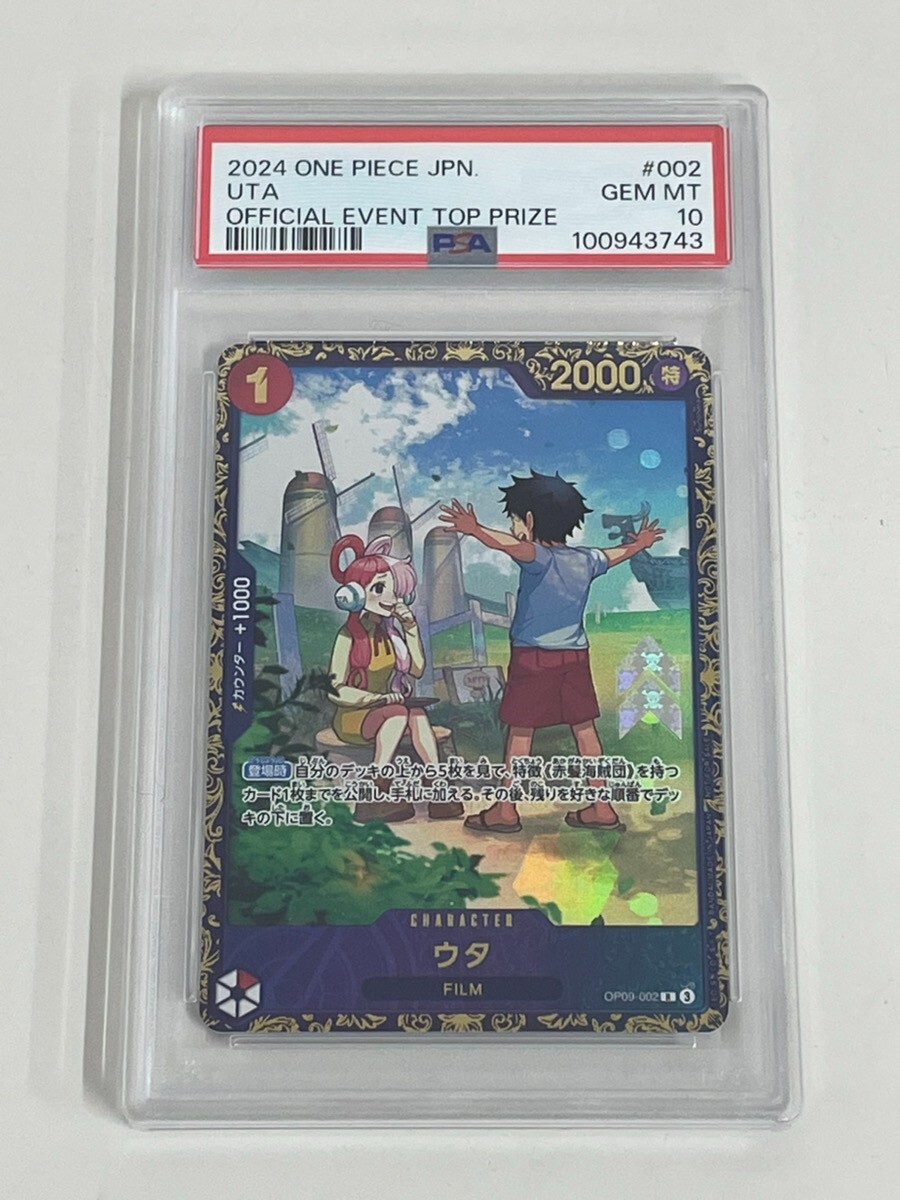 2024 ONE PIECE JPN. #002
UTA GEM MT
OFFICIAL EVENT TOP PRIZE 10
PSA 100943743
1
2000 特
カウンター +1000
登場時 自分のデッキの上から5枚を見て、特徴《赤髪海賊団》を持つ
カード1枚までを公開し、手札に加える。その後、残りを好きな順番でデッ
キの下に置く。
CHARACTER
ウタ
FILM
OP09-002 R 3